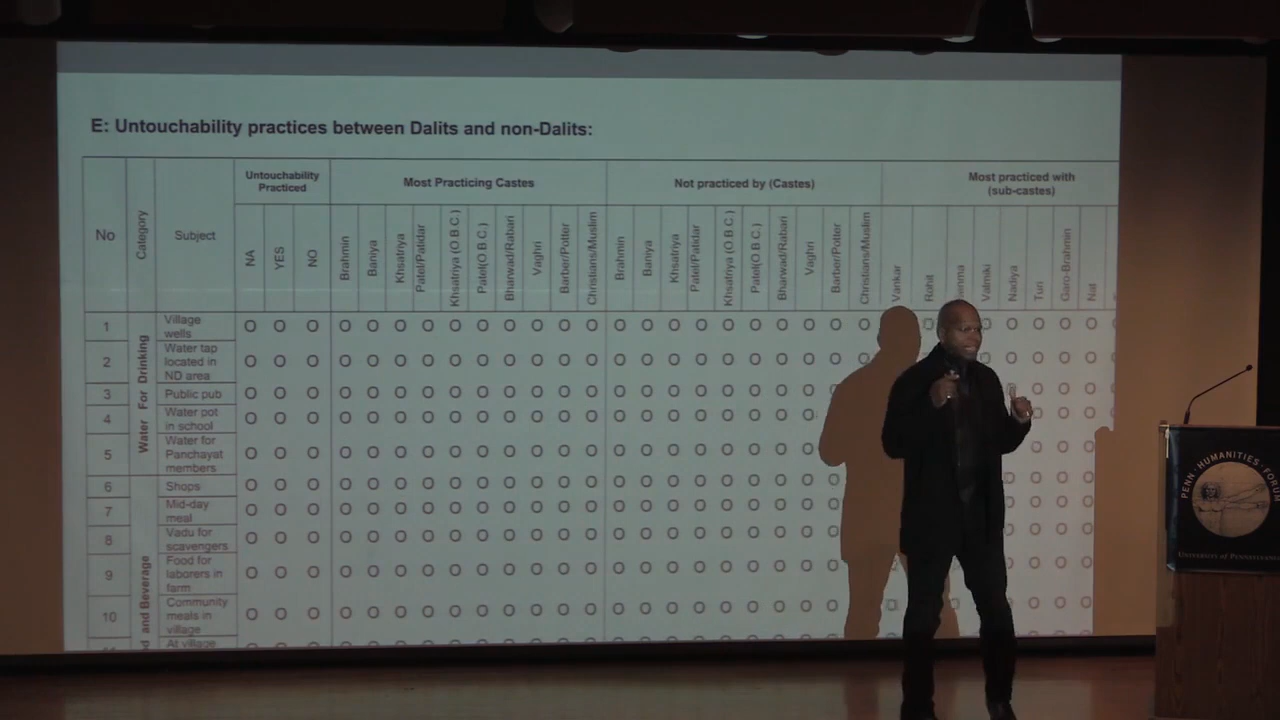 E: Untouchability practices between Dalits and non-Dalits:
No
Category
Subject
Untouchability
Practiced
Most Practicing Castes
Not practiced by (Castes)
Most practiced with
(sub-castes)
NA
YES
NO
Brahmin
Baniya
Khsatriya
Patel/Patidar
Khsatriya (O.B.C.)
Patel(O.B.C.)
Bharwad/Rabari
Vaghri
Barber/Potter
Christians/Muslim
Brahmin
Baniya
Khsatriya
Patel/Patidar
Khsatriya (O.B.C.)
Patel(O.B.C.)
Bharwad/Rabari
Vaghri
Barber/Potter
Christians/Muslim
Vankar
Rohit
Valmiki
Nadiya
Turi
Garo-Brahmin
Nat
Water For Drinking
1
Village
wells
2
Water tap
located in
ND area
3
Public pub
4
Water pot
in school
5
Water for
Panchayat
members
and Beverage
6
Shops
7
Mid-day
meal
8
Vadu for
scavengers
9
Food for
laborers in
farm
10
Community
meals in
village
At village
PENN · HUMANITIES · FORUM
UNIVERSITY OF PENNSYLVANIA